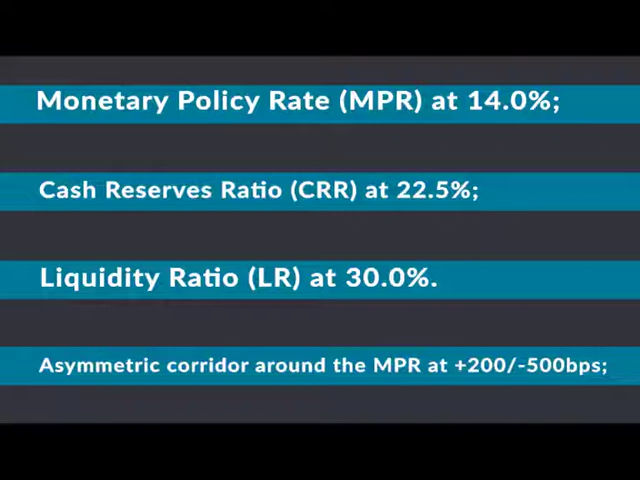 Monetary Policy Rate (MPR) at 14.0%;
Cash Reserves Ratio (CRR) at 22.5%;
Liquidity Ratio (LR) at 30.0%.
Asymmetric corridor around the MPR at +200/-500bps;